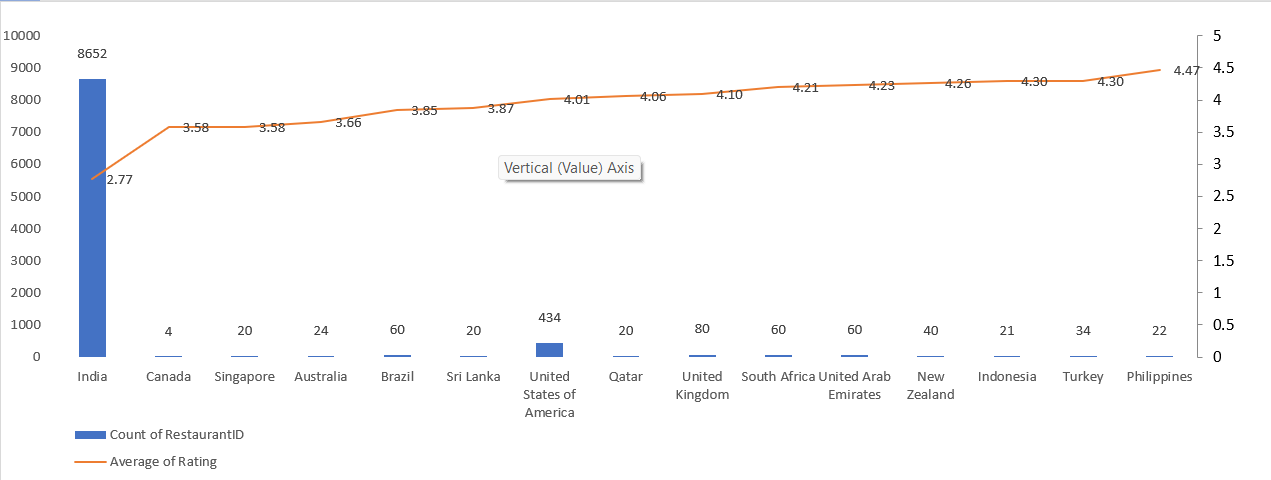 10000
9000
8000
7000
6000
5000
4000
3000
2000
1000
0
5
4.5
4
3.5
3
2.5
2
1.5
1
0.5
0
8652
4
20
24
60
20
434
20
80
60
60
40
21
34
22
2.77
3.58
3.58
3.66
3.85
3.87
4.01
4.06
4.10
4.21
4.23
4.26
4.30
4.30
4.47
Vertical (Value) Axis
India
Canada
Singapore
Australia
Brazil
Sri Lanka
United
States of
America
Qatar
United
Kingdom
South Africa
United Arab
Emirates
New
Zealand
Indonesia
Turkey
Philippines
Count of RestaurantID
Average of Rating